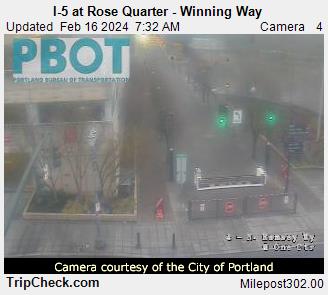 I-5 at Rose Quarter - Winning Way
Updated Feb 16 2024 7:32 AM Camera 4
PBOT
PORTLAND BUREAU OF TRANSPORTATION
Camera courtesy of the City of Portland
TripCheck.com Milepost302.00